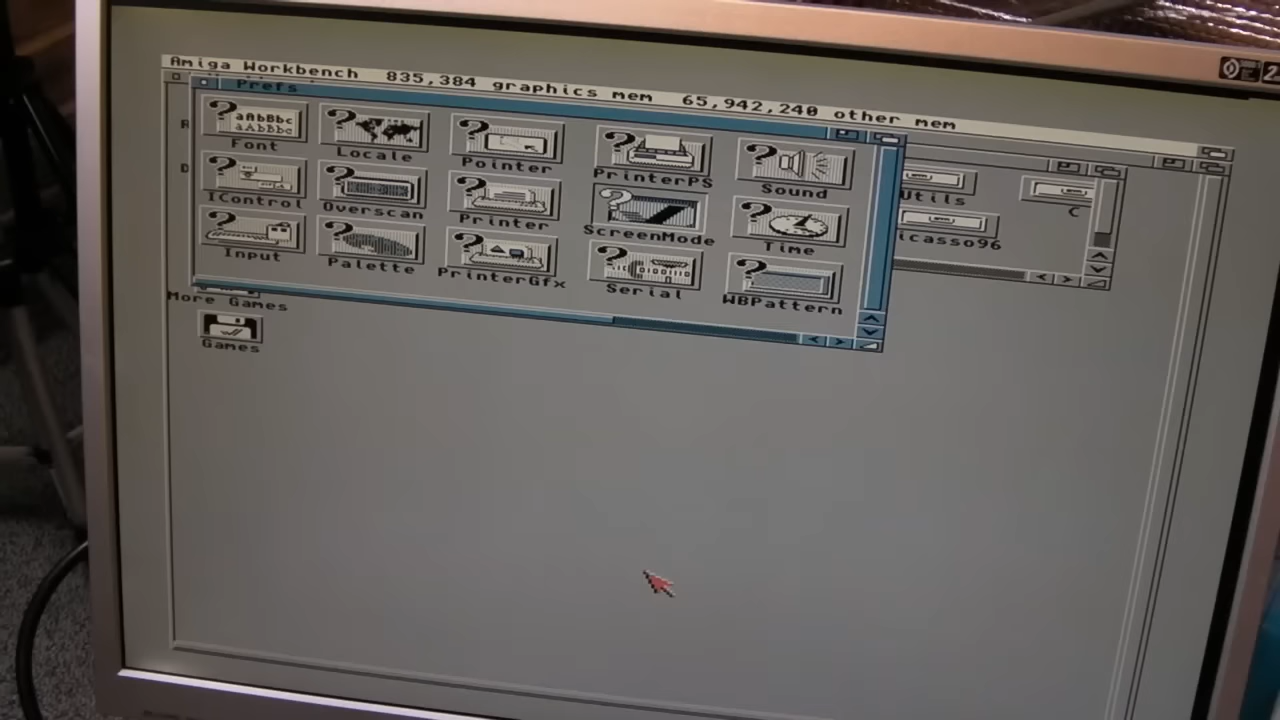 Amiga Workbench 835,384 graphics mem 65,942,240 other mem
Prefs
Font Locale Pointer PrinterPS Sound
IControl Overscan Printer ScreenMode Time
Input Palette PrinterGfx Serial WBPattern
Utils C
icasso96
More Games
Games